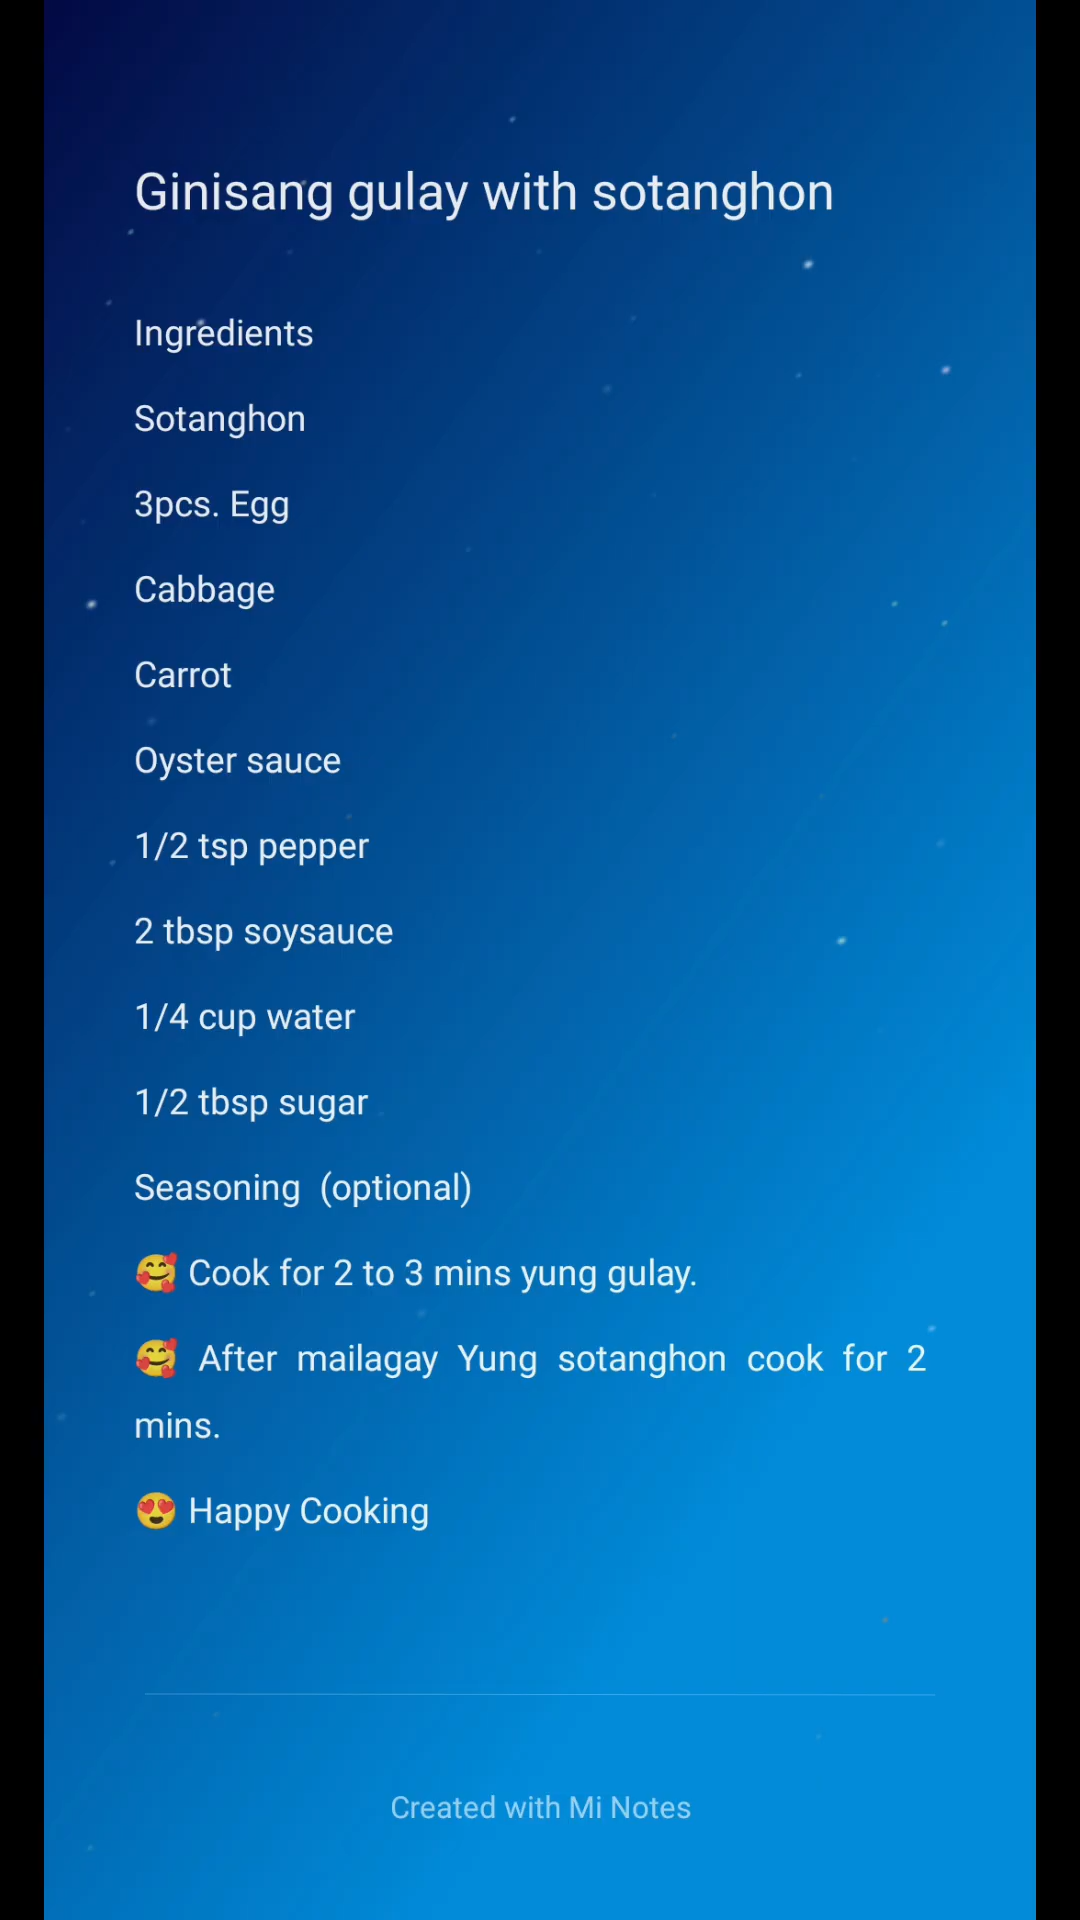 Ginisang gulay with sotanghon
Ingredients
Sotanghon
3pcs. Egg
Cabbage
Carrot
Oyster sauce
1/2 tsp pepper
2 tbsp soysauce
1/4 cup water
1/2 tbsp sugar
Seasoning  (optional)
🥰 Cook for 2 to 3 mins yung gulay.
🥰 After mailagay Yung sotanghon cook for 2
mins.
😍 Happy Cooking
Created with Mi Notes